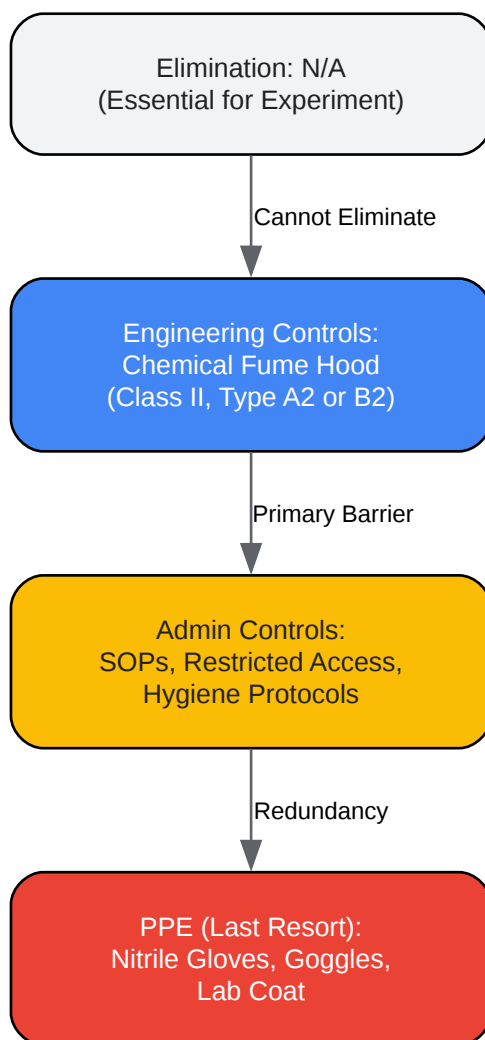 Elimination: N/A
(Essential for Experiment)
Cannot Eliminate
Engineering Controls:
Chemical Fume Hood
(Class II, Type A2 or B2)
Primary Barrier
Admin Controls:
SOPs, Restricted Access,
Hygiene Protocols
Redundancy
PPE (Last Resort):
Nitrile Gloves, Goggles,
Lab Coat